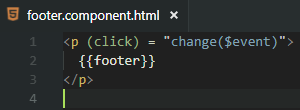 footer.component.html ×
1 <p (click) = "change($event)">
2   {{footer}}
3 </p>
4